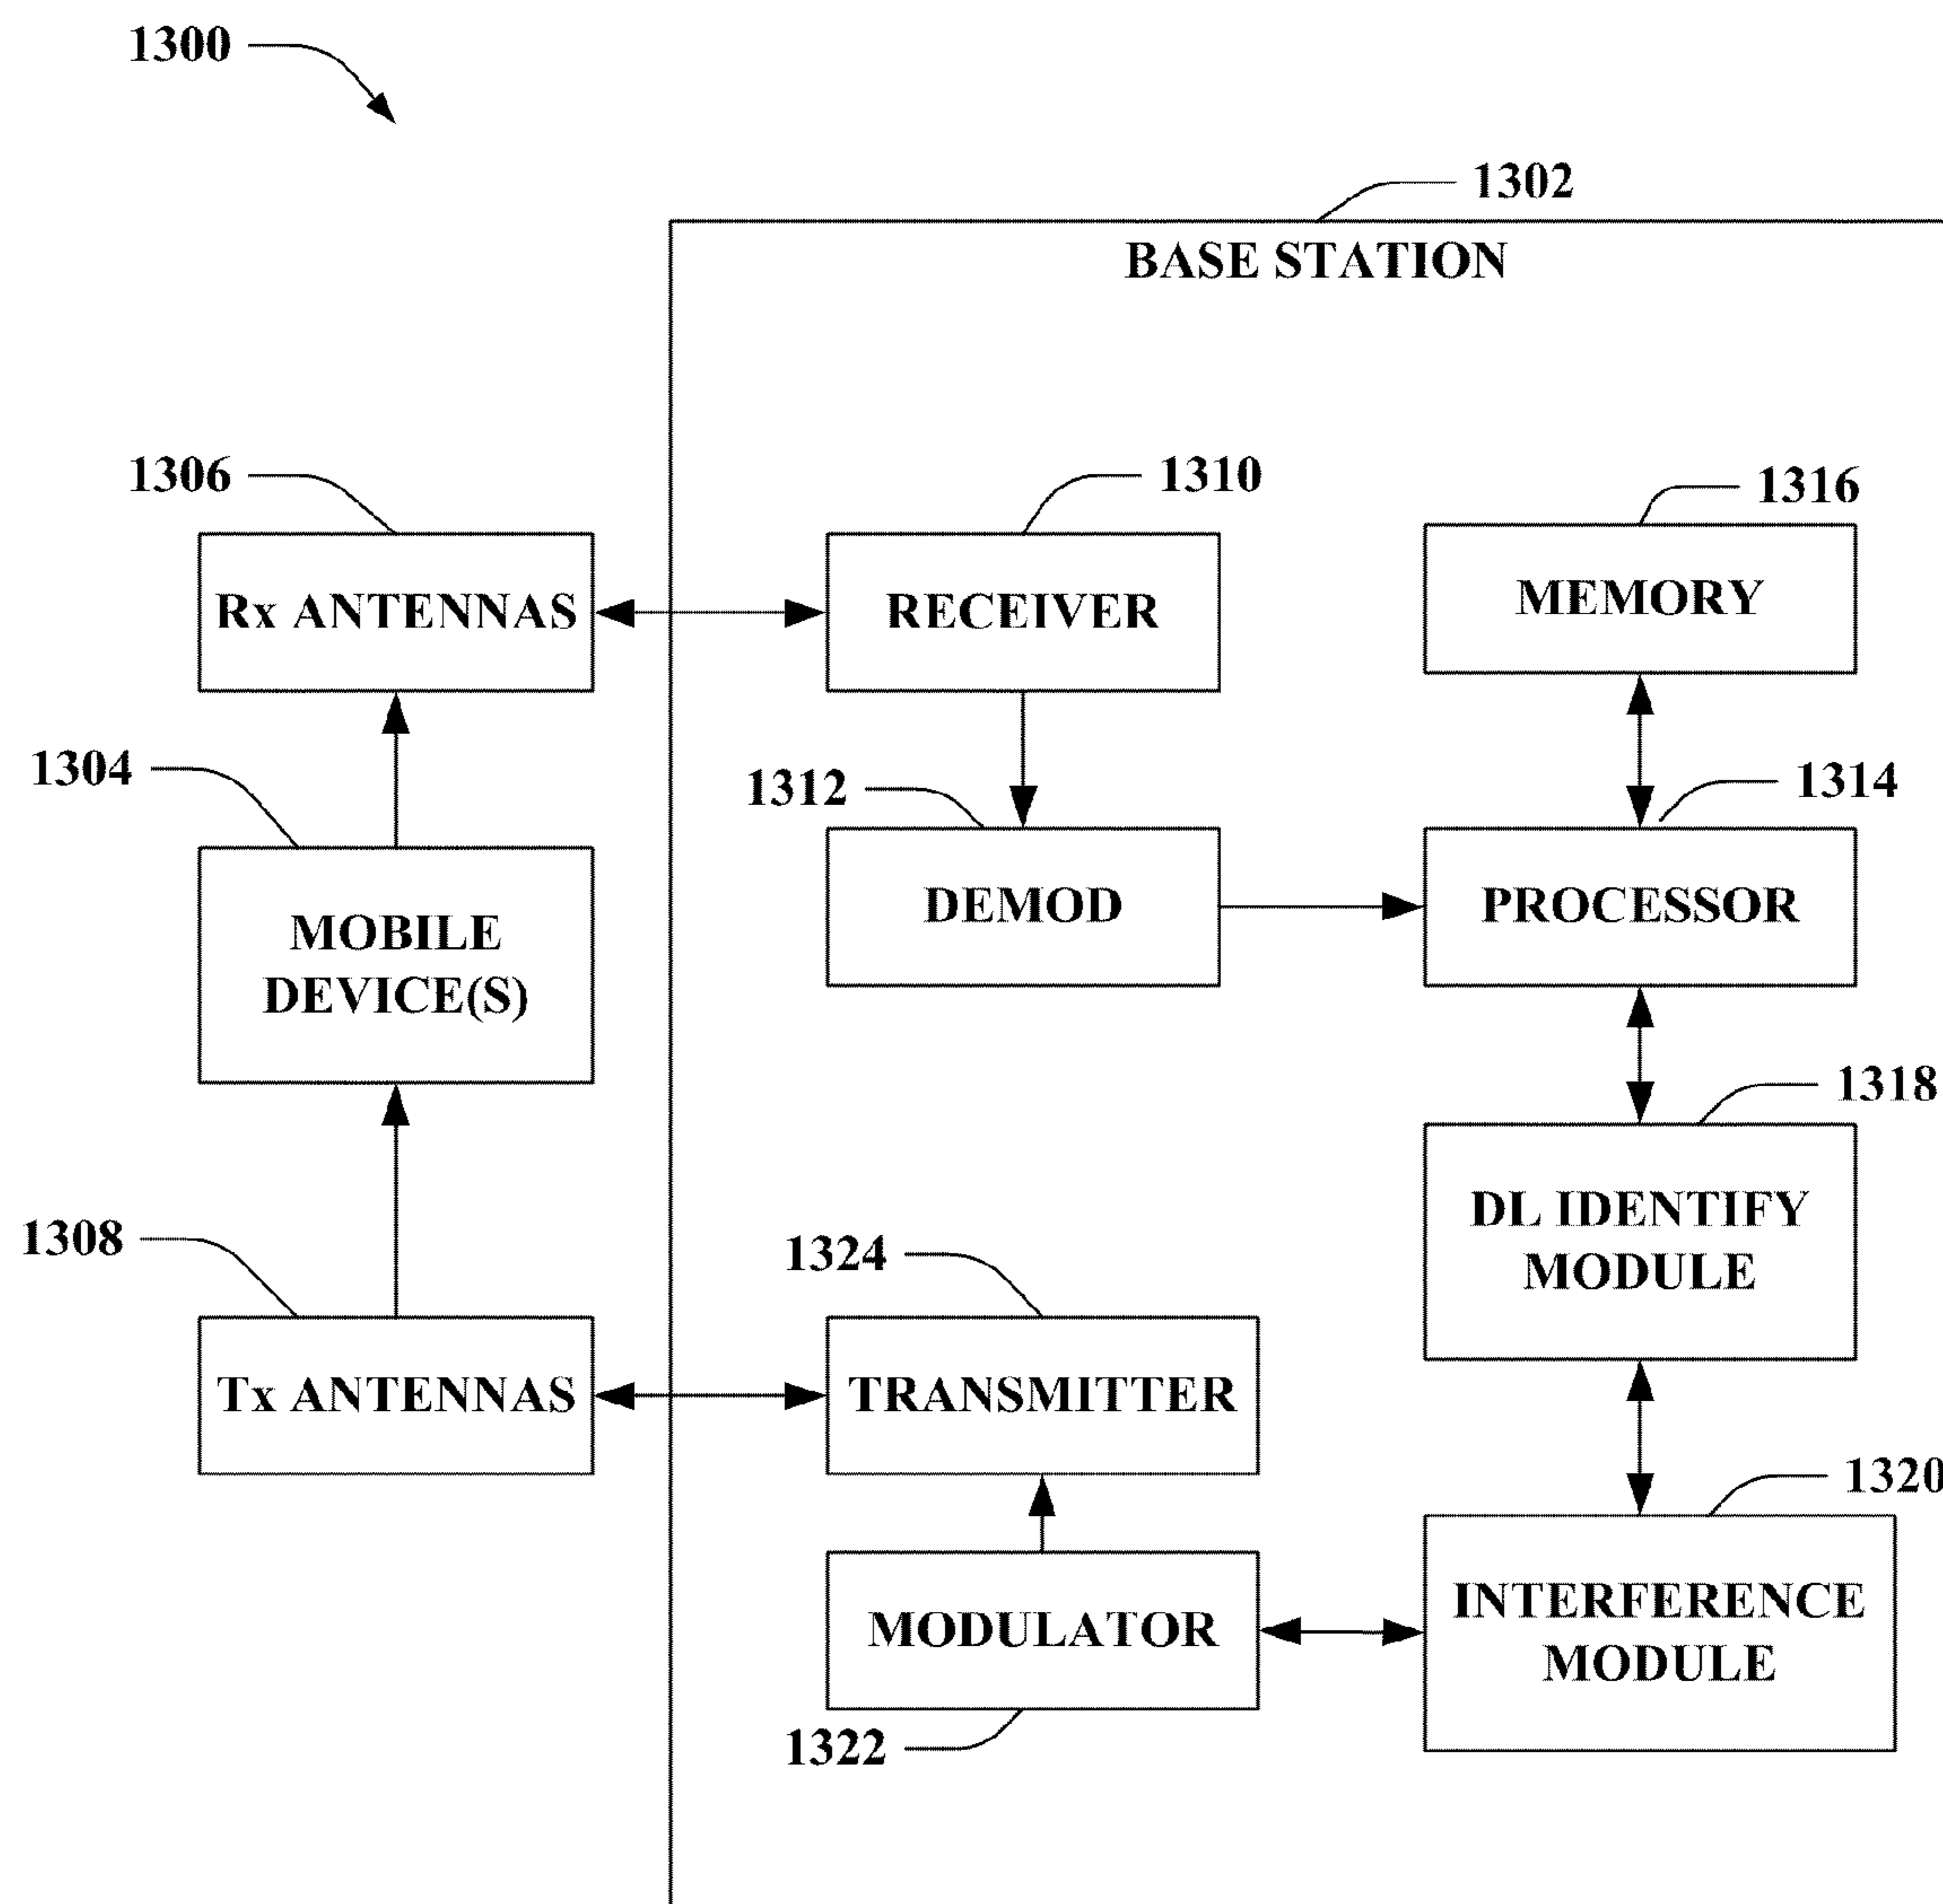 1300
1302
BASE STATION
1306
1310
1316
Rx ANTENNAS
RECEIVER
MEMORY
1304
1312
1314
MOBILE
DEVICE(S)
DEMOD
PROCESSOR
1318
DL IDENTIFY
MODULE
1308
1324
Tx ANTENNAS
TRANSMITTER
1320
MODULATOR
INTERFERENCE
MODULE
1322